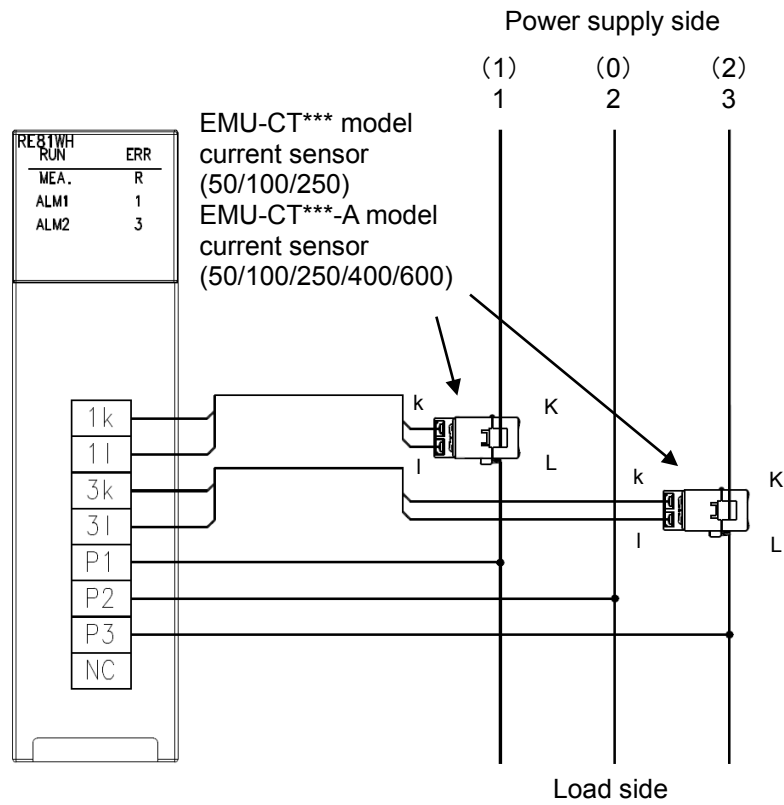 Power supply side
（1） （0） （2）
1 2 3
EMU-CT*** model
current sensor
(50/100/250)
EMU-CT***-A model
current sensor
(50/100/250/400/600)
RE81WH
RUN ERR
MEA. R
ALM1 1
ALM2 3
k K
l L
k K
l L
1k
1l
3k
3l
P1
P2
P3
NC
Load side